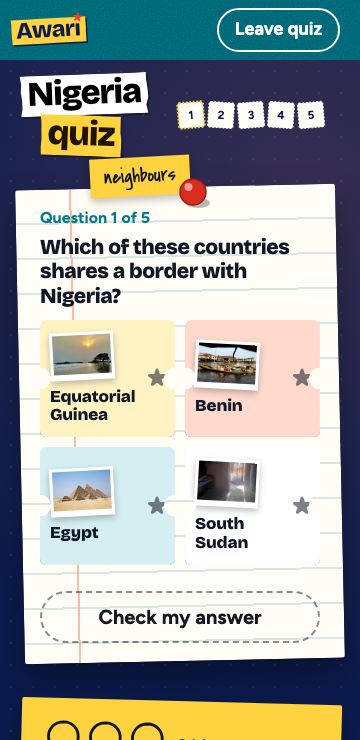 Awari
Leave quiz
Nigeria
quiz
1 2 3 4 5
neighbours
Question 1 of 5
Which of these countries
shares a border with
Nigeria?
Equatorial
Guinea
Benin
Egypt
South
Sudan
Check my answer